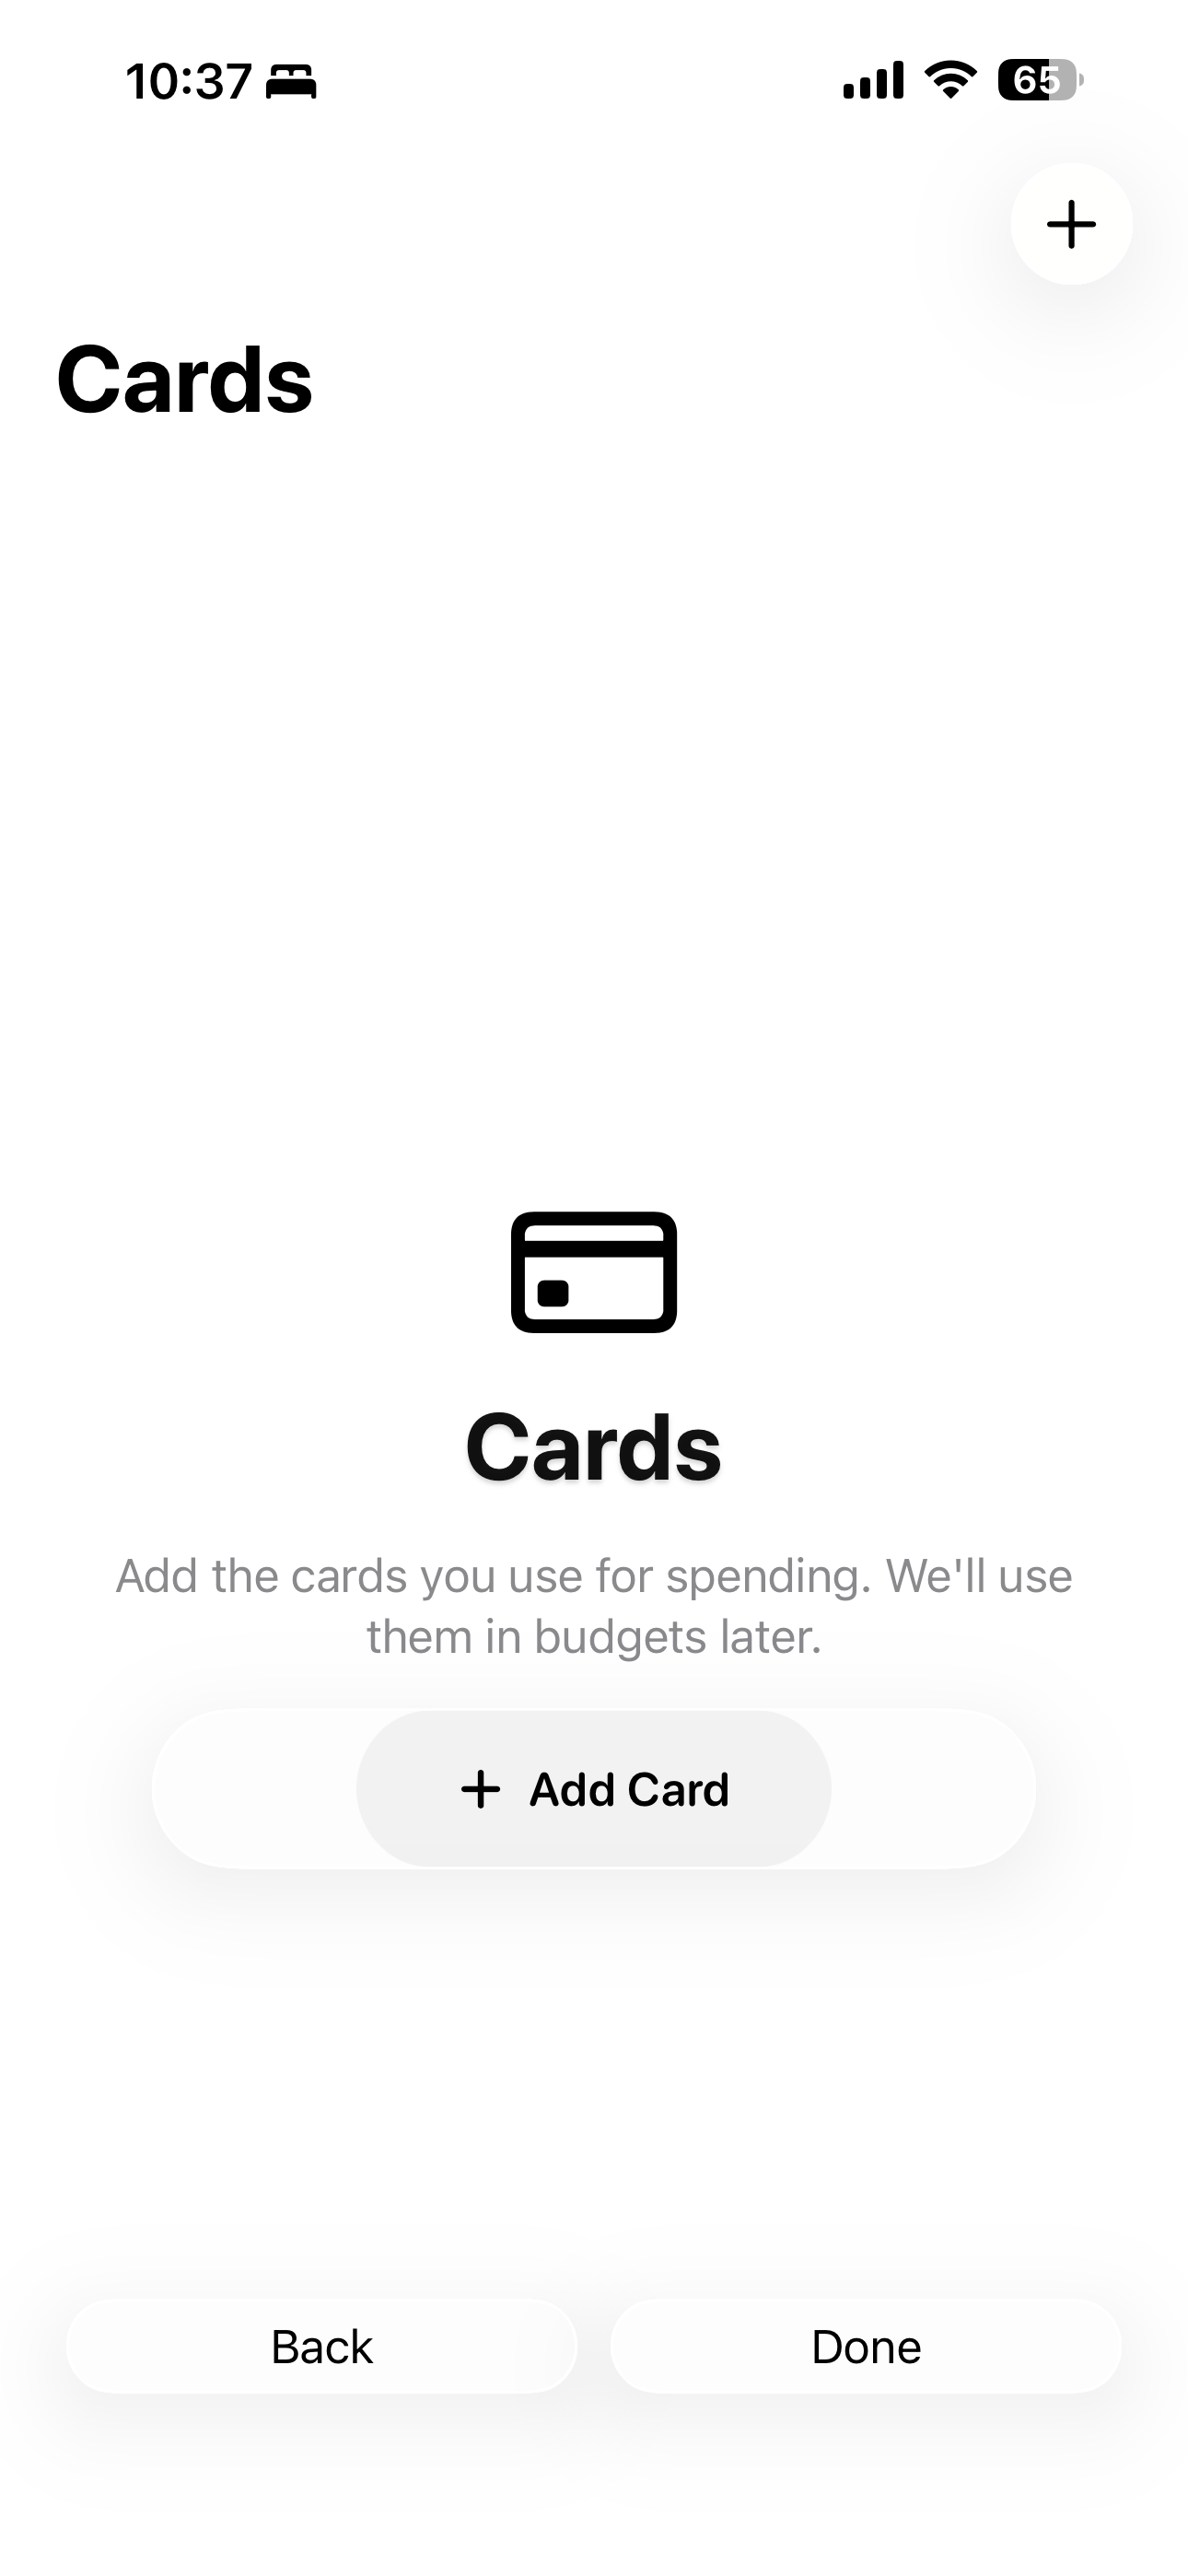 10:37
65
Cards
Cards
Add the cards you use for spending. We'll use
them in budgets later.
+ Add Card
Back
Done